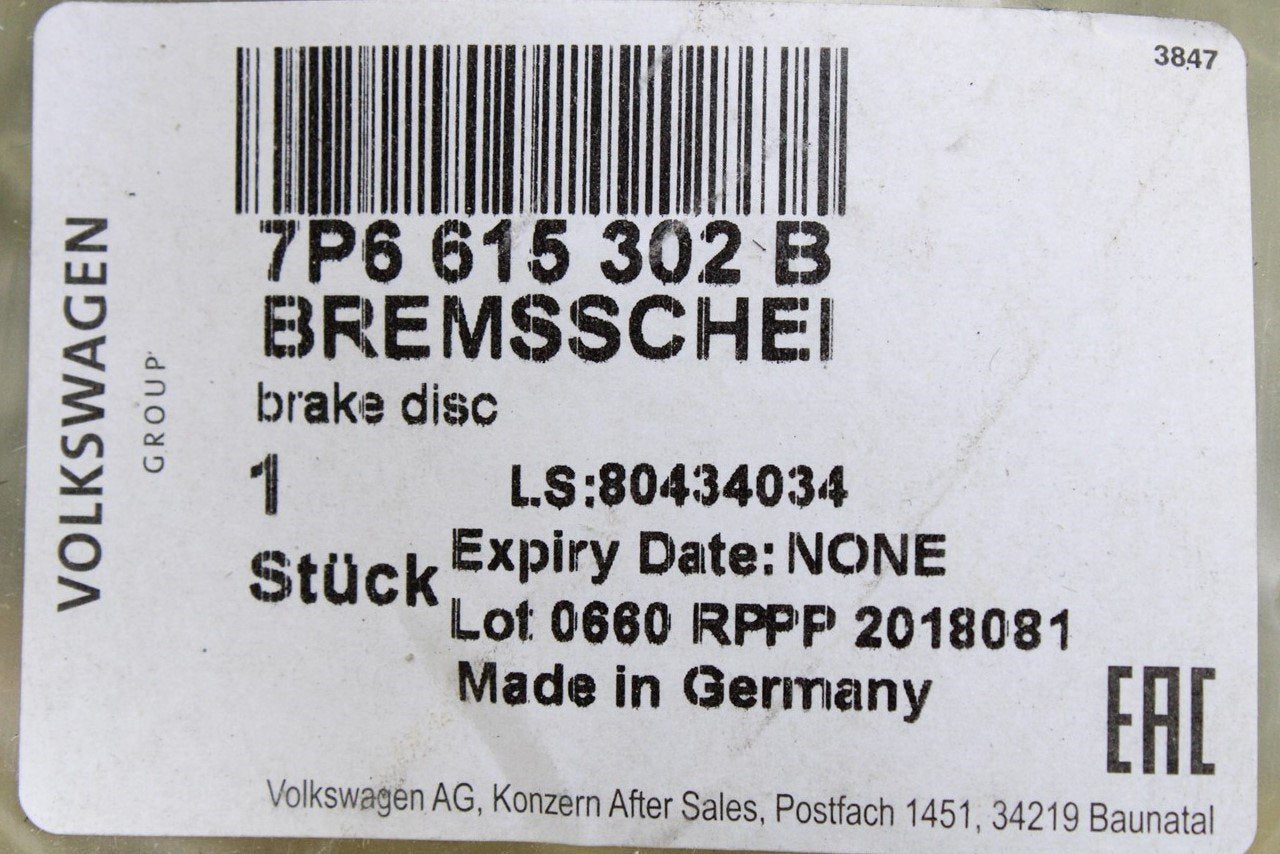 3847
VOLKSWAGEN
GROUP
7P6 615 302 B
BREMSSCHEI
brake disc
1
LS:80434034
Stück
Expiry Date: NONE
Lot 0660 RPPP 2018081
Made in Germany
EAC
Volkswagen AG, Konzern After Sales, Postfach 1451, 34219 Baunatal